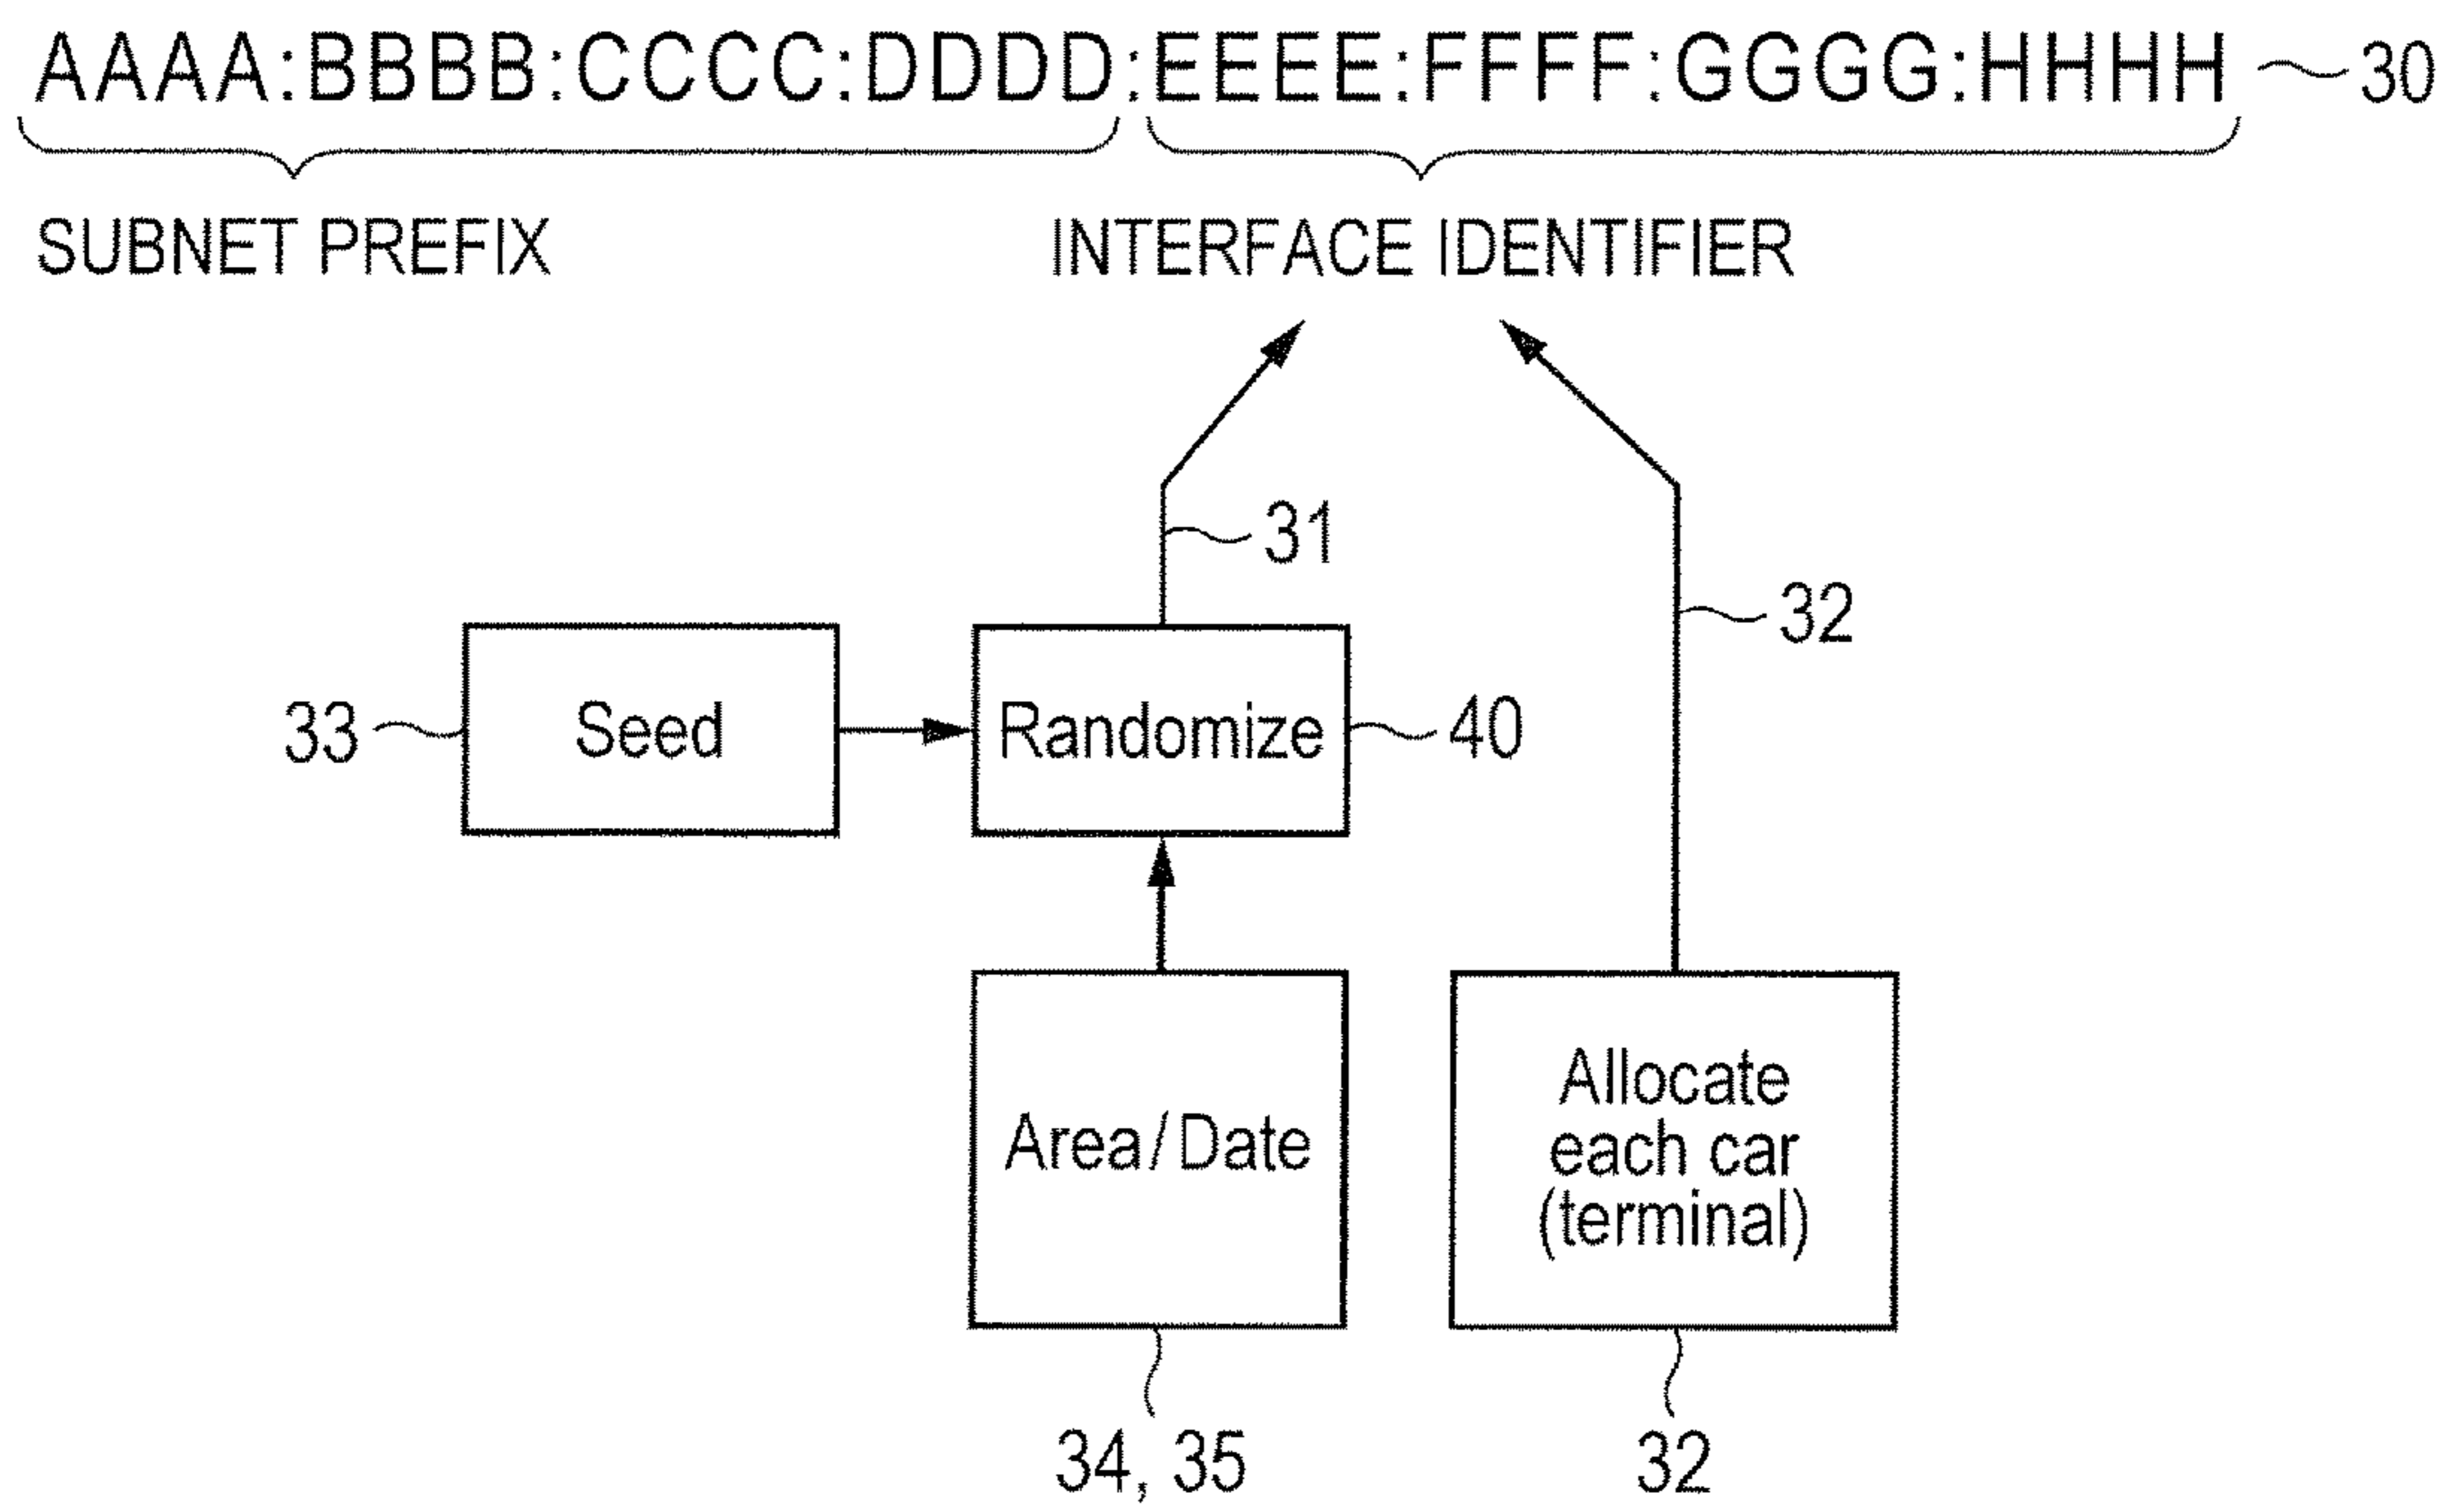 AAAA:BBBB:CCCC:DDDD:EEEE:FFFF:GGGG:HHHH 30
SUBNET PREFIX INTERFACE IDENTIFIER
31
32
33 Seed Randomize 40
Area/Date
Allocate
each car
(terminal)
34, 35 32